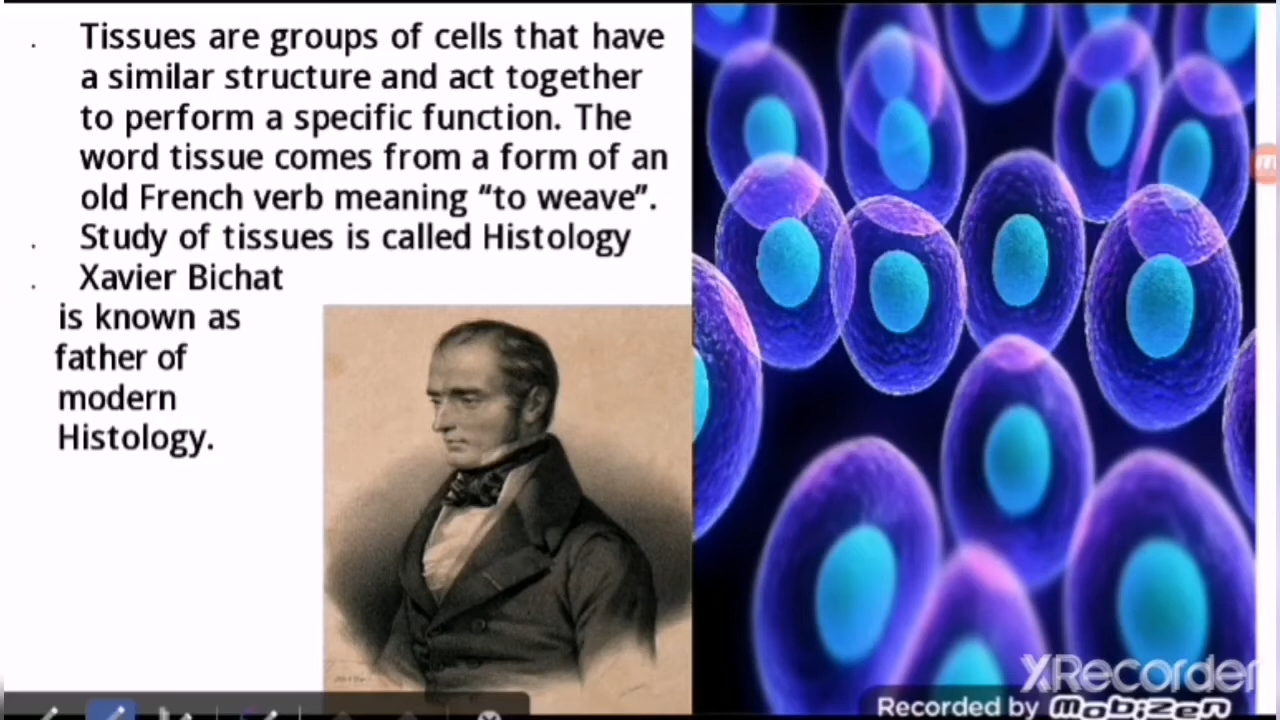 . Tissues are groups of cells that have
a similar structure and act together
to perform a specific function. The
word tissue comes from a form of an
old French verb meaning “to weave”.
. Study of tissues is called Histology
. Xavier Bichat
is known as
father of
modern
Histology.
XRecorder
Recorded by Mobizen